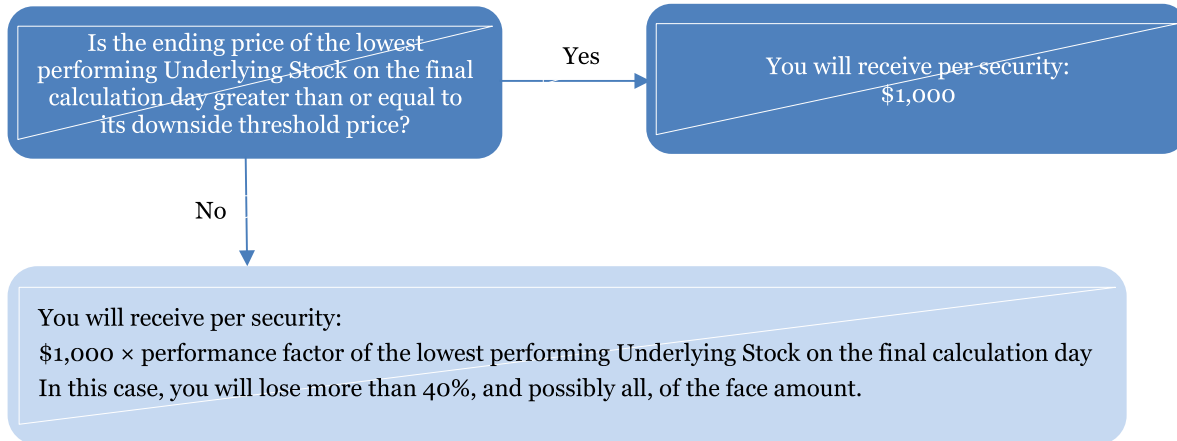 Is the ending price of the lowest
performing Underlying Stock on the final
calculation day greater than or equal to
its downside threshold price?
Yes
You will receive per security:
$1,000
No
You will receive per security:
$1,000 × performance factor of the lowest performing Underlying Stock on the final calculation day
In this case, you will lose more than 40%, and possibly all, of the face amount.